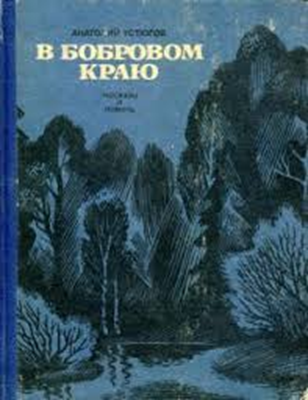 АНАТОЛИЙ УСТЮГОВ
В БОБРОВОМ
КРАЮ
РАССКАЗЫ
И
ПОВЕСТЬ